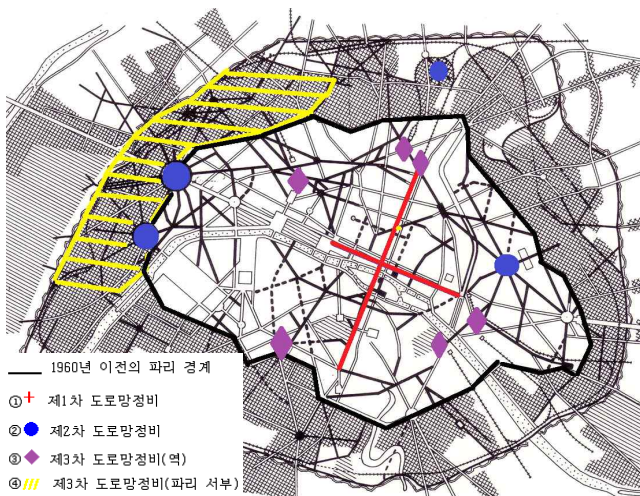 1960년 이전의 파리 경계
① 제1차 도로망정비
② 제2차 도로망정비
③ 제3차 도로망정비(역)
④ 제3차 도로망정비(파리 서부)